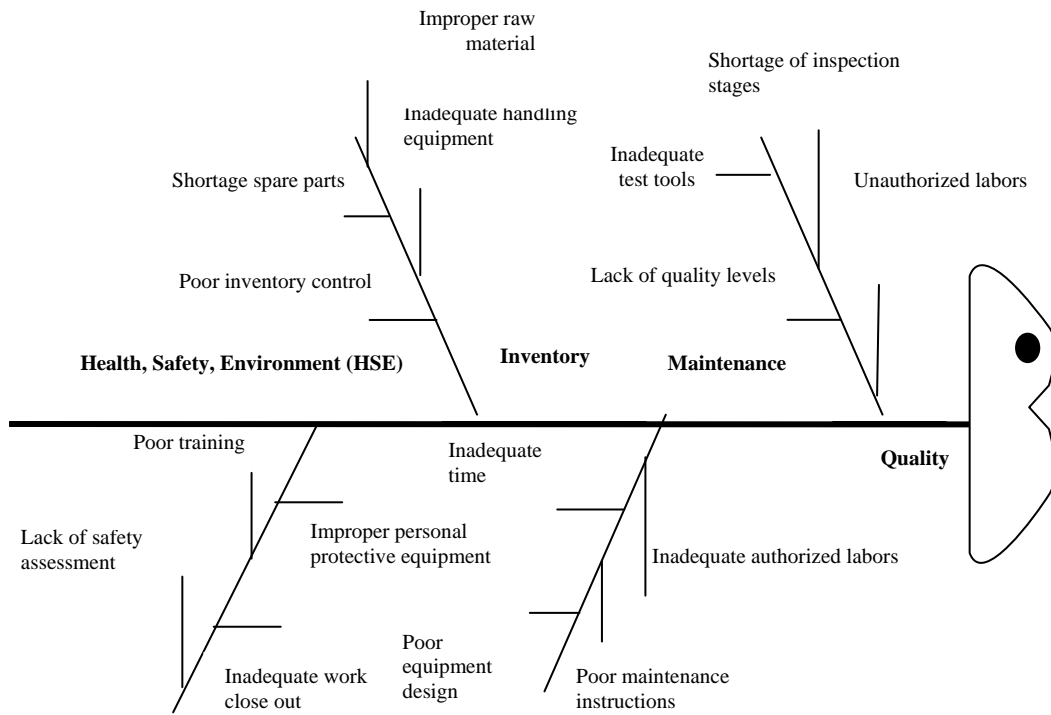 Improper raw
material
Shortage of inspection
stages
Inadequate handling
equipment
Inadequate
test tools
Shortage spare parts
Unauthorized labors
Poor inventory control
Lack of quality levels
Health, Safety, Environment (HSE)
Inventory
Maintenance
Poor training
Inadequate
time
Quality
Lack of safety
assessment
Improper personal
protective equipment
Inadequate authorized labors
Poor
equipment
design
Inadequate work
close out
Poor maintenance
instructions